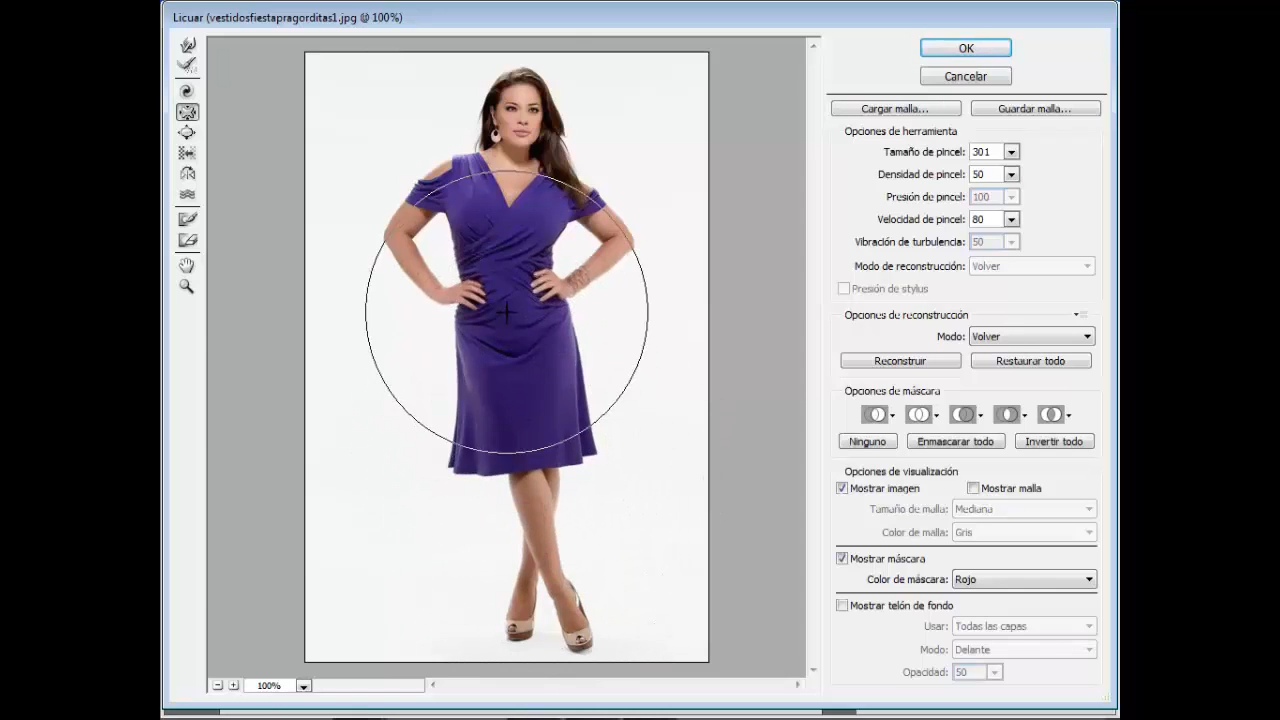 Licuar (vestidosfiestapragorditas1.jpg @ 100%)
OK
Cancelar
Cargar malla...
Guardar malla...
Opciones de herramienta
Tamaño de pincel: 301
Densidad de pincel: 50
Presión de pincel: 100
Velocidad de pincel: 80
Vibración de turbulencia: 50
Modo de reconstrucción: Volver
Presión de stylus
Opciones de reconstrucción
Modo: Volver
Reconstruir
Restaurar todo
Opciones de máscara
Ninguno
Enmascarar todo
Invertir todo
Opciones de visualización
Mostrar imagen
Mostrar malla
Tamaño de malla: Mediana
Color de malla: Gris
Mostrar máscara
Color de máscara: Rojo
Mostrar telón de fondo
Usar: Todas las capas
Modo: Delante
Opacidad: 50
100%